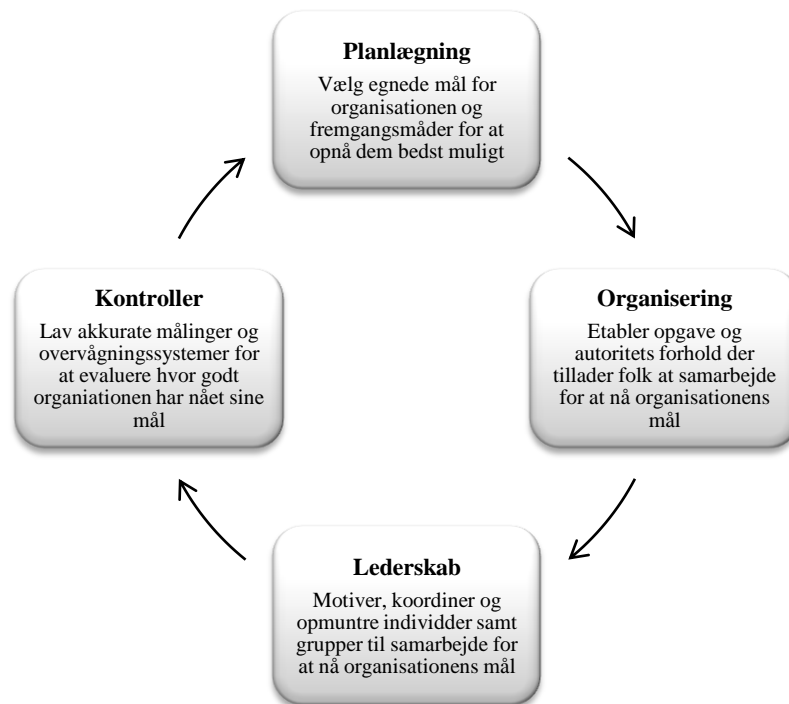 Planlægning
Vælg egnede mål for
organisationen og
fremgangsmåder for at
opnå dem bedst muligt
Organisering
Etabler opgave og
autoritets forhold der
tillader folk at samarbejde
for at nå organisationens
mål
Lederskab
Motiver, koordiner og
opmuntre individder samt
grupper til samarbejde for
at nå organisationens mål
Kontroller
Lav akkurate målinger og
overvågningssystemer for
at evaluere hvor godt
organiationen har nået sine
mål